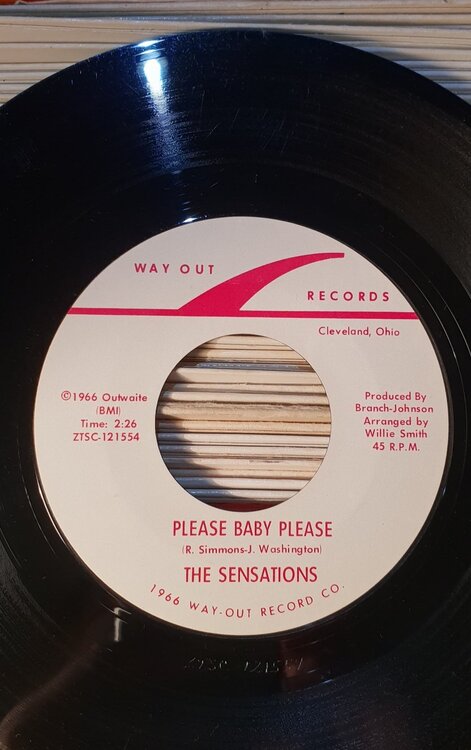 WAY OUT
RECORDS
Cleveland, Ohio
©1966 Outwaite
(BMI)
Time: 2:26
ZTSC-121554
Produced By
Branch-Johnson
Arranged by
Willie Smith
45 R.P.M.
PLEASE BABY PLEASE
(R. Simmons-J. Washington)
THE SENSATIONS
1966 WAY-OUT RECORD CO.